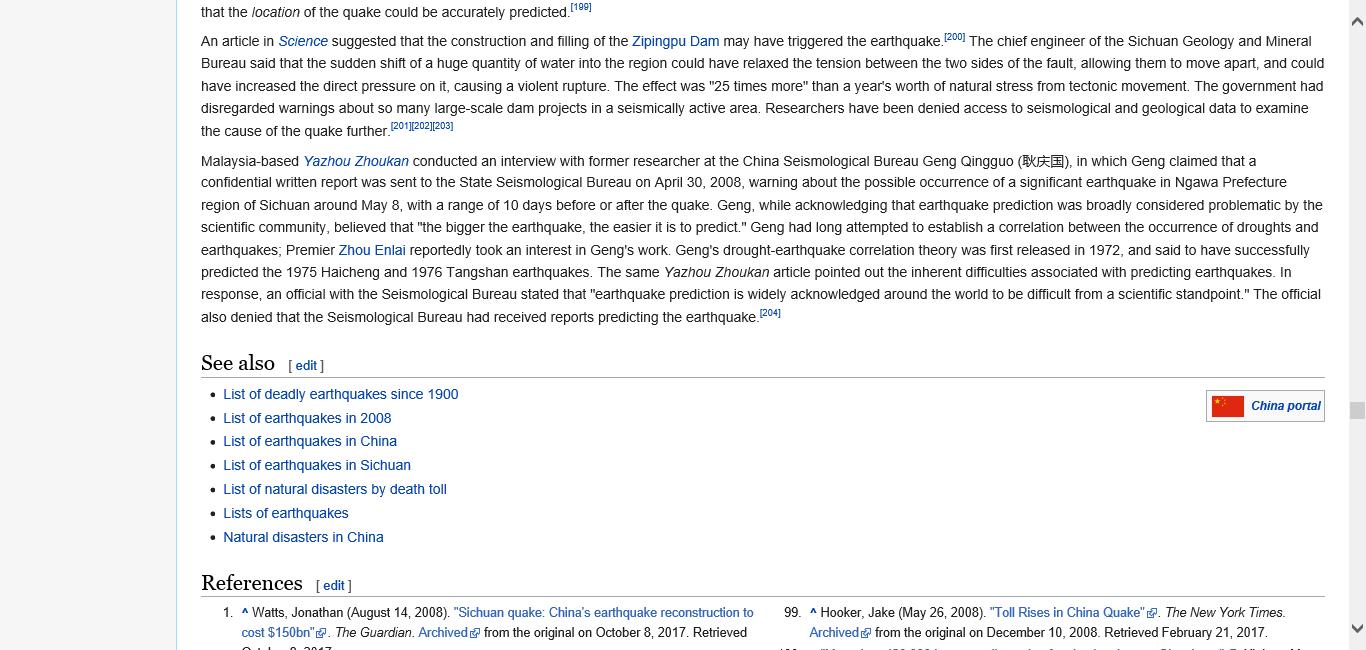 that the location of the quake could be accurately predicted.[199]
An article in Science suggested that the construction and filling of the Zipingpu Dam may have triggered the earthquake.[200] The chief engineer of the Sichuan Geology and Mineral
Bureau said that the sudden shift of a huge quantity of water into the region could have relaxed the tension between the two sides of the fault, allowing them to move apart, and could
have increased the direct pressure on it, causing a violent rupture. The effect was "25 times more" than a year's worth of natural stress from tectonic movement. The government had
disregarded warnings about so many large-scale dam projects in a seismically active area. Researchers have been denied access to seismological and geological data to examine
the cause of the quake further.[201][202][203]
Malaysia-based Yazhou Zhoukan conducted an interview with former researcher at the China Seismological Bureau Geng Qingguo (耿庆国), in which Geng claimed that a
confidential written report was sent to the State Seismological Bureau on April 30, 2008, warning about the possible occurrence of a significant earthquake in Ngawa Prefecture
region of Sichuan around May 8, with a range of 10 days before or after the quake. Geng, while acknowledging that earthquake prediction was broadly considered problematic by the
scientific community, believed that "the bigger the earthquake, the easier it is to predict." Geng had long attempted to establish a correlation between the occurrence of droughts and
earthquakes; Premier Zhou Enlai reportedly took an interest in Geng's work. Geng's drought-earthquake correlation theory was first released in 1972, and said to have successfully
predicted the 1975 Haicheng and 1976 Tangshan earthquakes. The same Yazhou Zhoukan article pointed out the inherent difficulties associated with predicting earthquakes. In
response, an official with the Seismological Bureau stated that "earthquake prediction is widely acknowledged around the world to be difficult from a scientific standpoint." The official
also denied that the Seismological Bureau had received reports predicting the earthquake.[204]
See also [ edit ]
• List of deadly earthquakes since 1900
China portal
• List of earthquakes in 2008
• List of earthquakes in China
• List of earthquakes in Sichuan
• List of natural disasters by death toll
• Lists of earthquakes
• Natural disasters in China
References [ edit ]
1. ^ Watts, Jonathan (August 14, 2008). "Sichuan quake: China's earthquake reconstruction to
cost $150bn". The Guardian. Archived from the original on October 8, 2017. Retrieved
99. ^ Hooker, Jake (May 26, 2008). "Toll Rises in China Quake". The New York Times.
Archived from the original on December 10, 2008. Retrieved February 21, 2017.